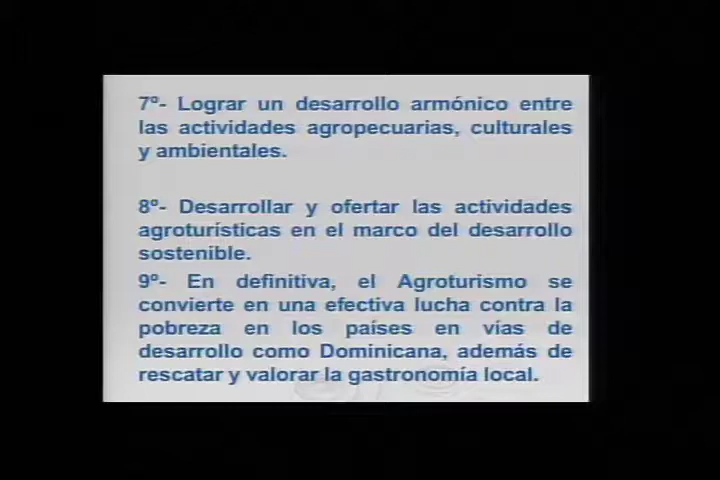 7º- Lograr un desarrollo armónico entre
las actividades agropecuarias, culturales
y ambientales.
8º- Desarrollar y ofertar las actividades
agroturísticas en el marco del desarrollo
sostenible.
9º- En definitiva, el Agroturismo se
convierte en una efectiva lucha contra la
pobreza en los países en vías de
desarrollo como Dominicana, además de
rescatar y valorar la gastronomía local.